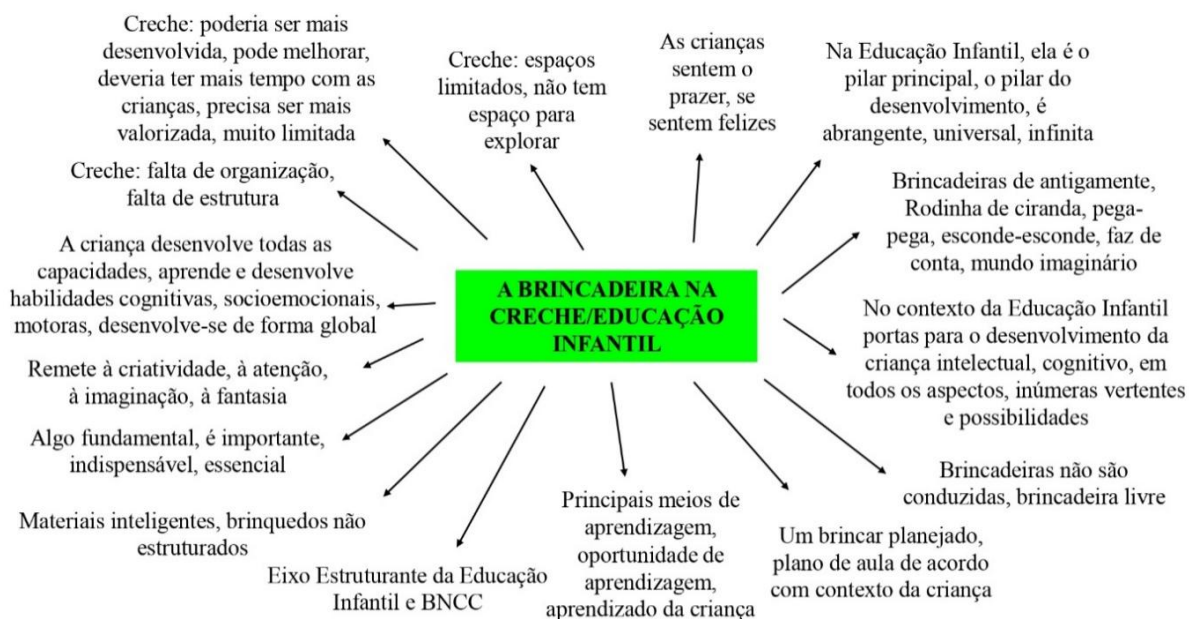 Creche: poderia ser mais
desenvolvida, pode melhorar,
deveria ter mais tempo com as
crianças, precisa ser mais
valorizada, muito limitada
Creche: espaços
limitados, não tem
espaço para
explorar
As crianças
sentem o
prazer, se
sentem felizes
Na Educação Infantil, ela é o
pilar principal, o pilar do
desenvolvimento, é
abrangente, universal, infinita
Creche: falta de organização,
falta de estrutura
Brincadeiras de antigamente,
Rodinha de ciranda, pega-
pega, esconde-esconde, faz de
conta, mundo imaginário
A criança desenvolve todas as
capacidades, aprende e desenvolve
habilidades cognitivas, socioemocionais,
motoras, desenvolve-se de forma global
A BRINCADEIRA NA
CRECHE/EDUCAÇÃO
INFANTIL
No contexto da Educação Infantil
portas para o desenvolvimento da
criança intelectual, cognitivo, em
todos os aspectos, inúmeras vertentes
e possibilidades
Remete à criatividade, à atenção,
à imaginação, à fantasia
Algo fundamental, é importante,
indispensável, essencial
Brincadeiras não são
conduzidas, brincadeira livre
Materiais inteligentes, brinquedos não
estruturados
Eixo Estruturante da Educação
Infantil e BNCC
Principais meios de
aprendizagem,
oportunidade de
aprendizagem,
aprendizado da criança
Um brincar planejado,
plano de aula de acordo
com contexto da criança